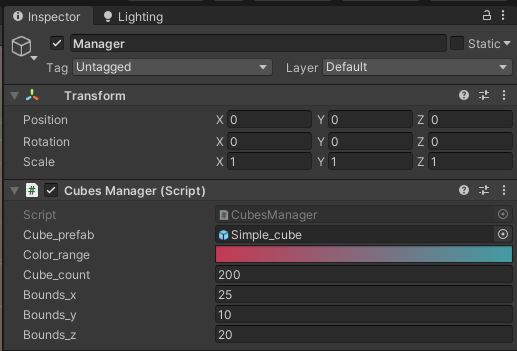 Inspector Lighting
Manager Static
Tag Untagged Layer Default
Transform
Position X 0 Y 0 Z 0
Rotation X 0 Y 0 Z 0
Scale X 1 Y 1 Z 1
# Cubes Manager (Script)
Script CubesManager
Cube_prefab Simple_cube
Color_range
Cube_count 200
Bounds_x 25
Bounds_y 10
Bounds_z 20